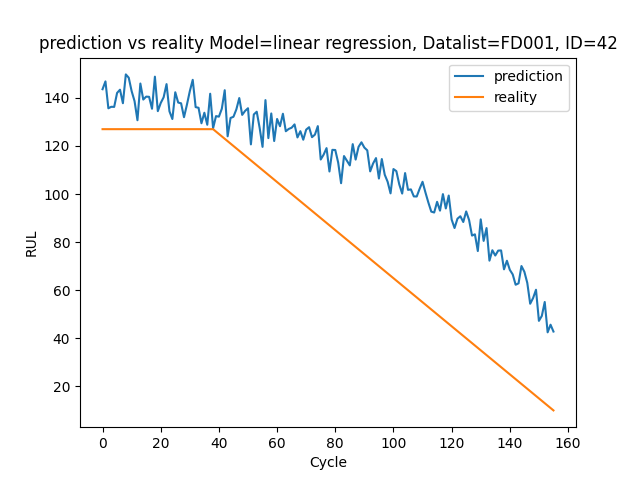 prediction vs reality Model=linear regression, Datalist=FD001, ID=42
prediction
reality
RUL
140
120
100
80
60
40
20
0 20 40 60 80 100 120 140 160
Cycle